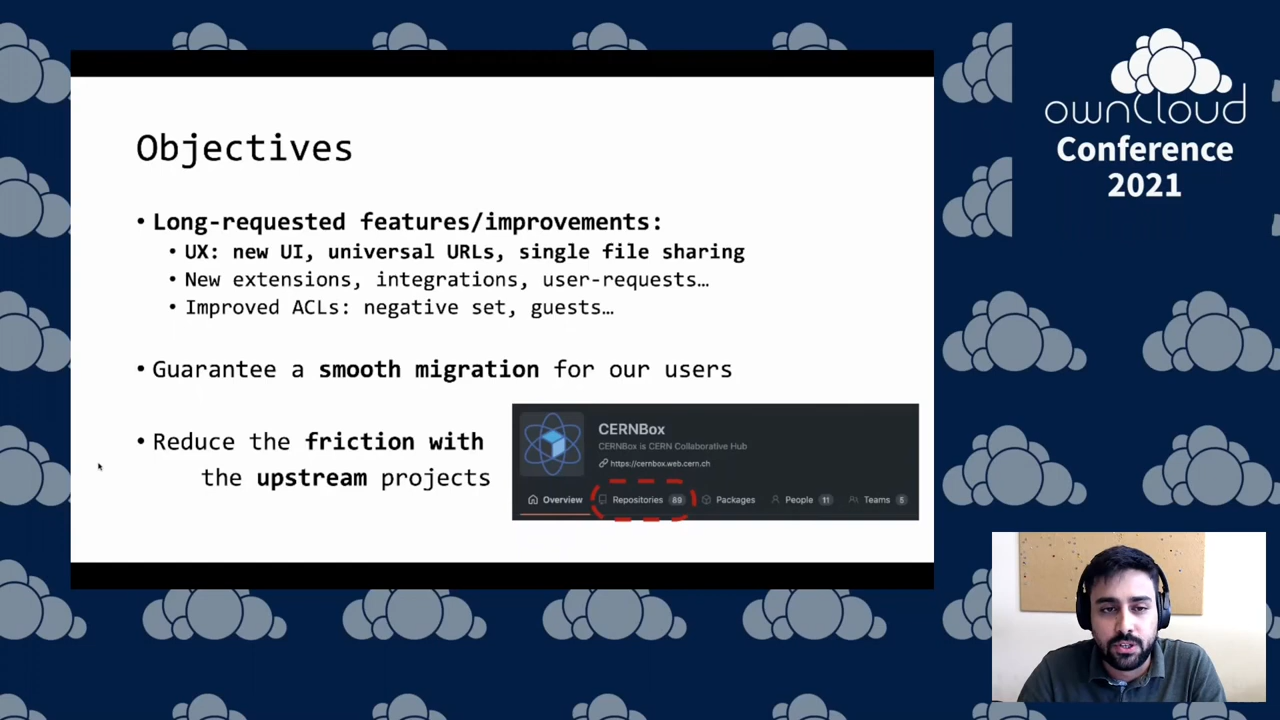 Objectives
• Long-requested features/improvements:
• UX: new UI, universal URLs, single file sharing
• New extensions, integrations, user-requests…
• Improved ACLs: negative set, guests…
• Guarantee a smooth migration for our users
• Reduce the friction with
the upstream projects
CERNBox
CERNBox is CERN Collaborative Hub
https://cernbox.web.cern.ch
Overview Repositories 89 Packages People 11 Teams 5
ownCloud
Conference
2021